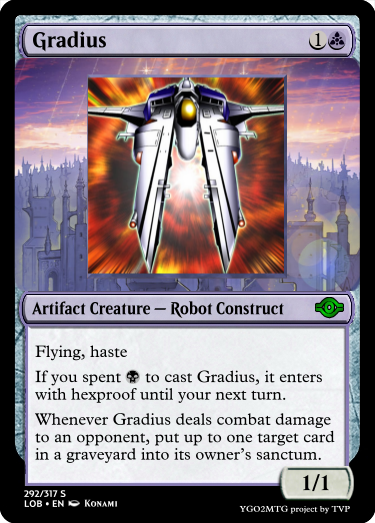 Gradius 1
Artifact Creature — Robot Construct
Flying, haste
If you spent to cast Gradius, it enters
with hexproof until your next turn.
Whenever Gradius deals combat damage
to an opponent, put up to one target card
in a graveyard into its owner's sanctum.
1/1
292/317 S
LOB • EN Konami
YGO2MTG project by TVP